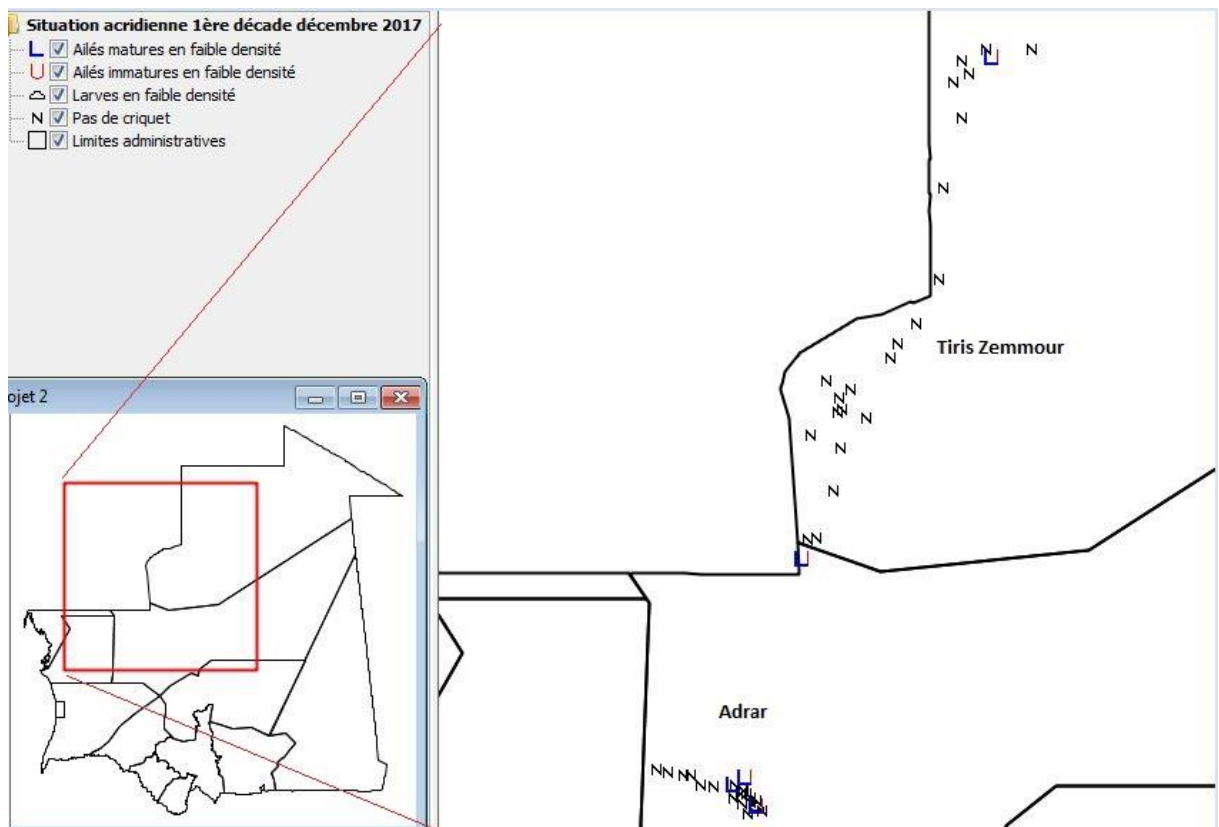 Situation acridienne 1ère décade décembre 2017
Ailés matures en faible densité
Ailés immatures en faible densité
Larves en faible densité
N Pas de criquet
Limites administratives
ojet 2
Tiris Zemmour
Adrar